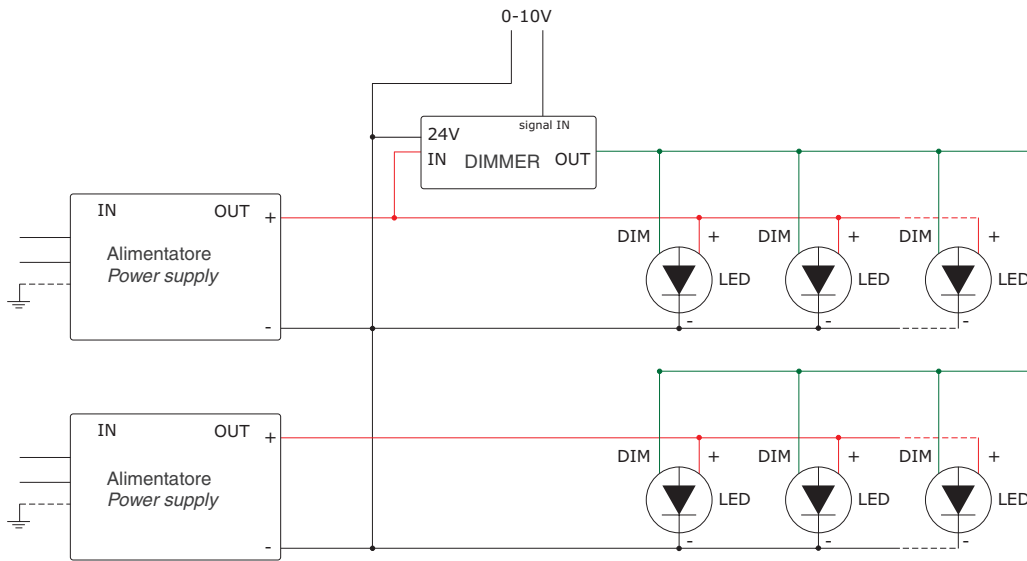 0-10V
signal IN
24V
IN DIMMER OUT
IN OUT +
Alimentatore
Power supply
-
DIM + DIM + DIM +
LED LED LED
- - -
IN OUT +
Alimentatore
Power supply
-
DIM + DIM + DIM +
LED LED LED
- - -